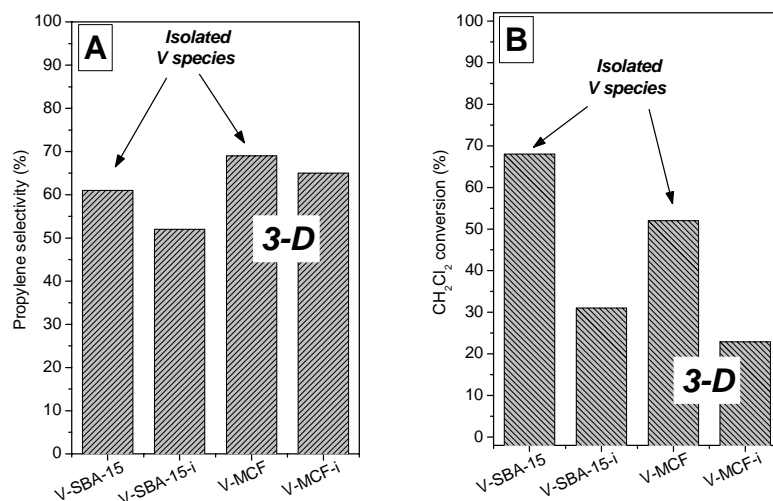 A
Isolated
V species
3-D
Propylene selectivity (%)
100
90
80
70
60
50
40
30
20
10
0
V-SBA-15
V-SBA-15-i
V-MCF
V-MCF-i
B
Isolated
V species
3-D
CH₂Cl₂ conversion (%)
100
90
80
70
60
50
40
30
20
10
0
V-SBA-15
V-SBA-15-i
V-MCF
V-MCF-i